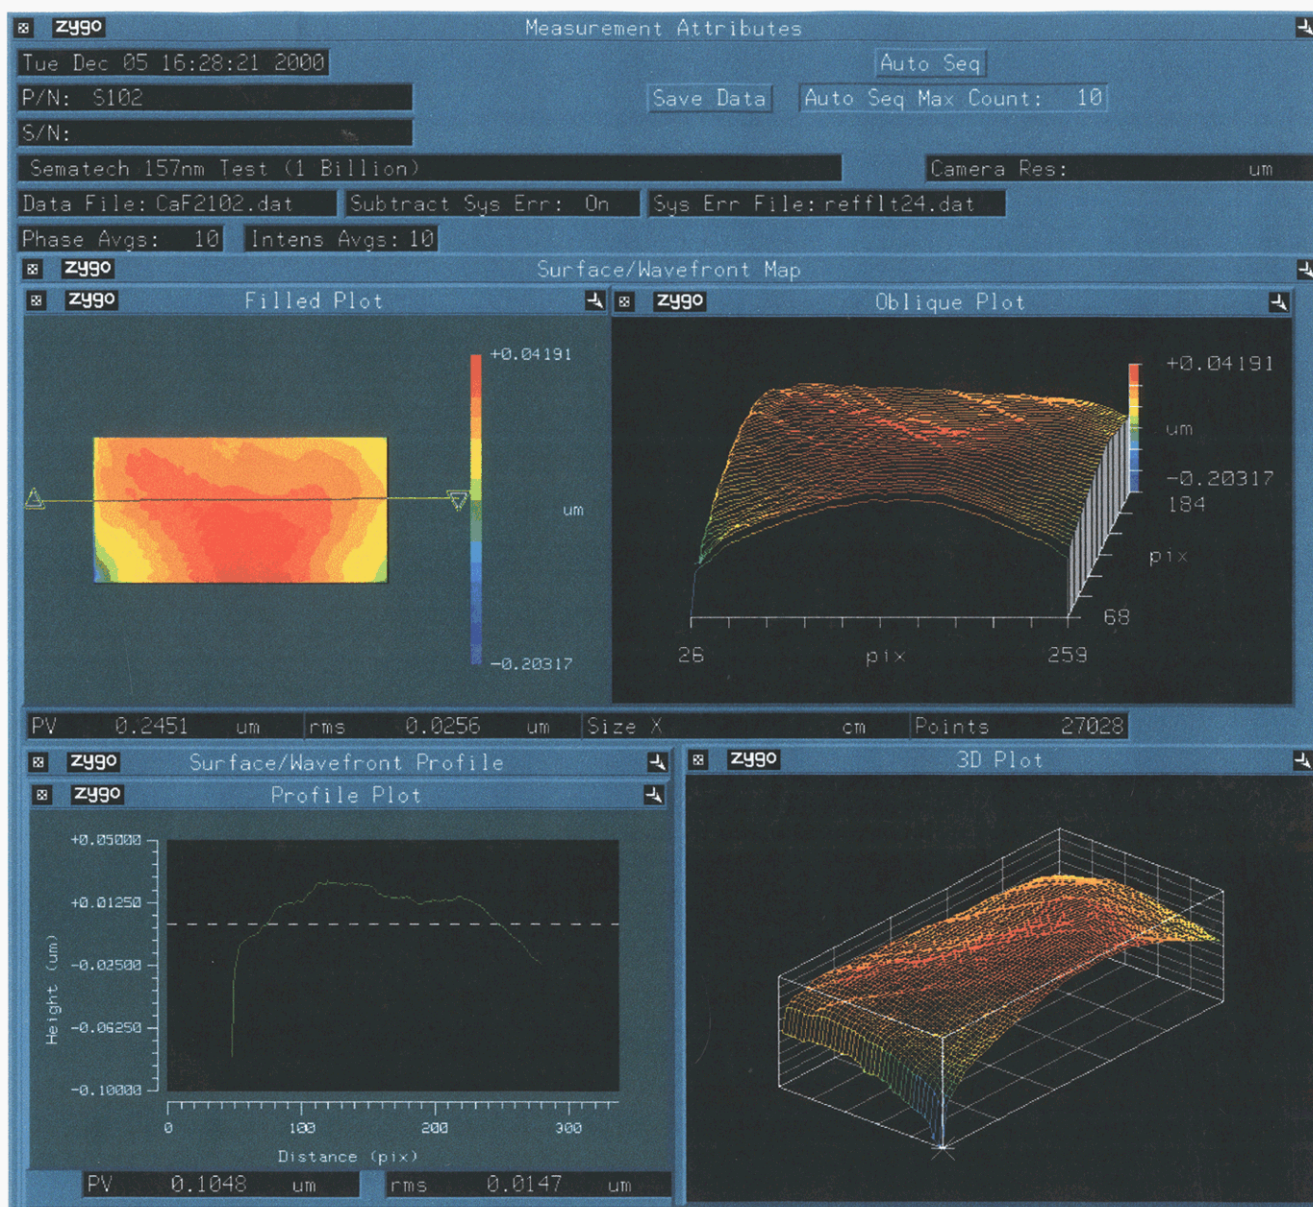 zygo Measurement Attributes
Tue Dec 05 16:28:21 2000
Auto Seq
P/N: S102
Save Data
Auto Seq Max Count: 10
S/N:
Sematech 157nm Test (1 Billion)
Camera Res: um
Data File: CaF2102.dat
Subtract Sys Err: On
Sys Err File: refflt24.dat
Phase Avgs: 10
Intens Avgs: 10
zygo Surface/Wavefront Map
zygo Filled Plot
+0.04191
um
-0.20317
zygo Oblique Plot
+0.04191
um
-0.20317
184
pix
68
26
pix
259
PV 0.2451 um
rms 0.0256 um
Size X cm
Points 27028
zygo Surface/Wavefront Profile
zygo Profile Plot
+0.05000
+0.01250
-0.02500
-0.06250
-0.10000
Height (um)
0
100
200
300
Distance (pix)
PV 0.1048 um
rms 0.0147 um
zygo 3D Plot